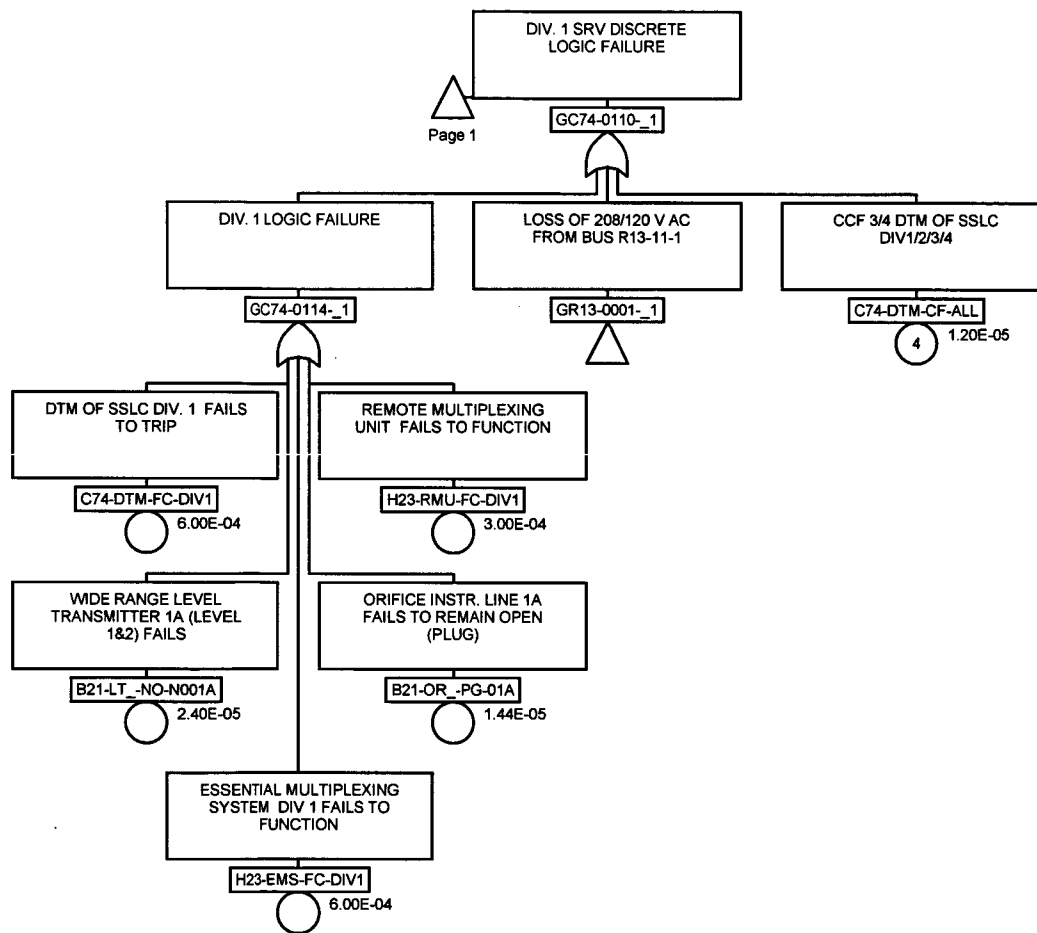 DIV. 1 SRV DISCRETE
LOGIC FAILURE
Page 1
GC74-0110-_1
DIV. 1 LOGIC FAILURE
GC74-0114-_1
LOSS OF 208/120 V AC
FROM BUS R13-11-1
GR13-0001-_1
CCF 3/4 DTM OF SSLC
DIV1/2/3/4
C74-DTM-CF-ALL
4
1.20E-05
DTM OF SSLC DIV. 1 FAILS
TO TRIP
C74-DTM-FC-DIV1
6.00E-04
REMOTE MULTIPLEXING
UNIT FAILS TO FUNCTION
H23-RMU-FC-DIV1
3.00E-04
WIDE RANGE LEVEL
TRANSMITTER 1A (LEVEL
1&2) FAILS
B21-LT_-NO-N001A
2.40E-05
ORIFICE INSTR. LINE 1A
FAILS TO REMAIN OPEN
(PLUG)
B21-OR_-PG-01A
1.44E-05
ESSENTIAL MULTIPLEXING
SYSTEM DIV 1 FAILS TO
FUNCTION
H23-EMS-FC-DIV1
6.00E-04